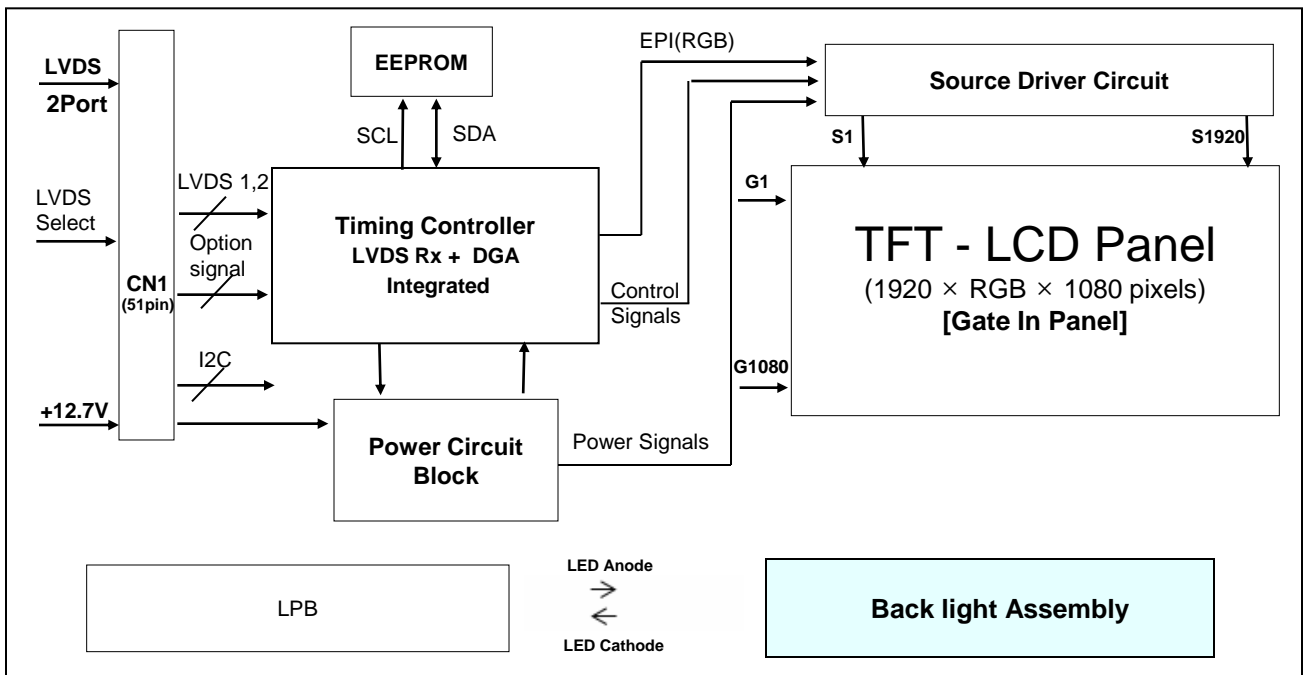 LVDS
2Port
LVDS
Select
+12.7V
CN1
(51pin)
LVDS 1,2
Option
signal
I2C
EEPROM
SCL
SDA
Timing Controller
LVDS Rx + DGA
Integrated
Power Circuit
Block
EPI(RGB)
Control
Signals
Power Signals
Source Driver Circuit
S1
S1920
G1
G1080
TFT - LCD Panel
(1920 × RGB × 1080 pixels)
[Gate In Panel]
LPB
LED Anode
LED Cathode
Back light Assembly